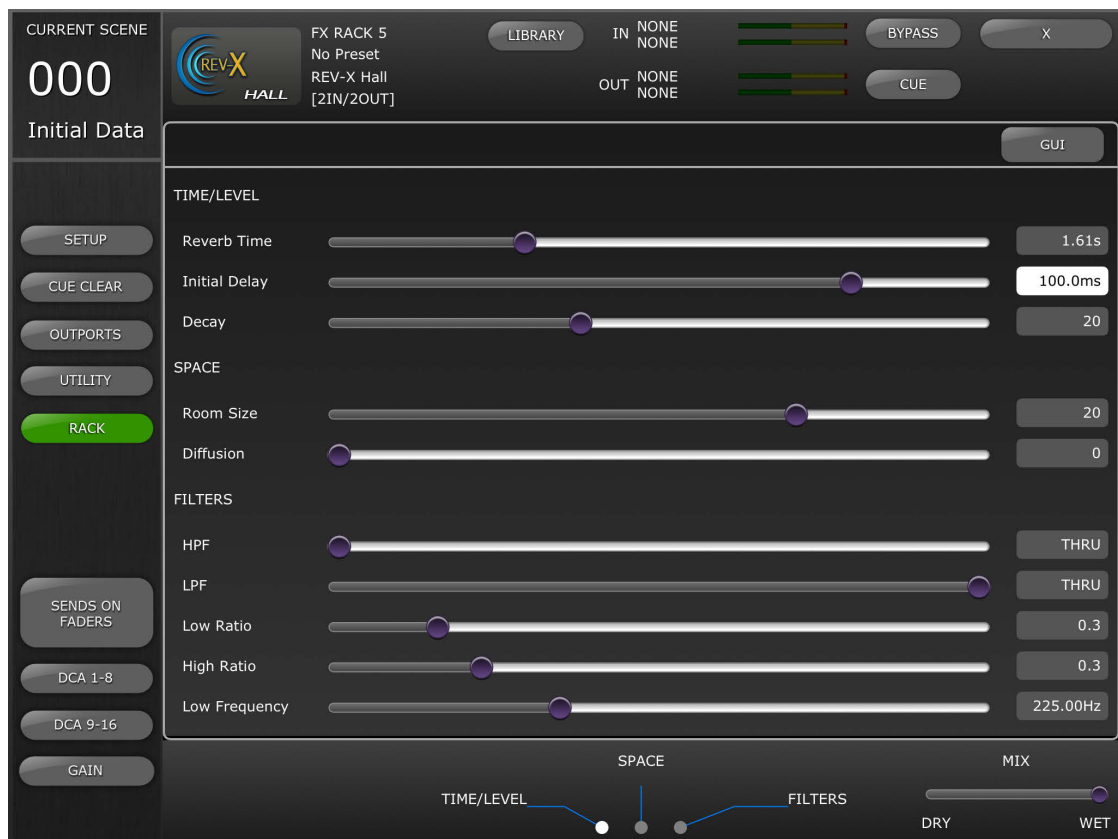 CURRENT SCENE
000
Initial Data
REV-X
HALL
FX RACK 5
No Preset
REV-X Hall
[2IN/2OUT]
LIBRARY
IN NONE
NONE
OUT NONE
NONE
BYPASS
CUE
X
GUI
SETUP
CUE CLEAR
OUTPORTS
UTILITY
RACK
SENDS ON
FADERS
DCA 1-8
DCA 9-16
GAIN
TIME/LEVEL
Reverb Time 1.61s
Initial Delay 100.0ms
Decay 20
SPACE
Room Size 20
Diffusion 0
FILTERS
HPF THRU
LPF THRU
Low Ratio 0.3
High Ratio 0.3
Low Frequency 225.00Hz
SPACE
TIME/LEVEL
FILTERS
MIX
DRY WET